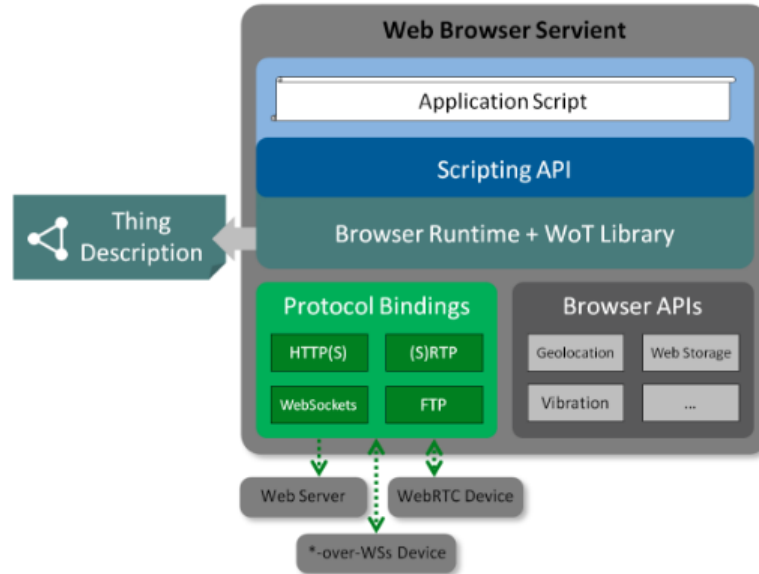 Web Browser Servient
Application Script
Scripting API
Thing
Description
Browser Runtime + WoT Library
Protocol Bindings
HTTP(S)
(S)RTP
WebSockets
FTP
Browser APIs
Geolocation
Web Storage
Vibration
...
Web Server
WebRTC Device
*-over-WSs Device